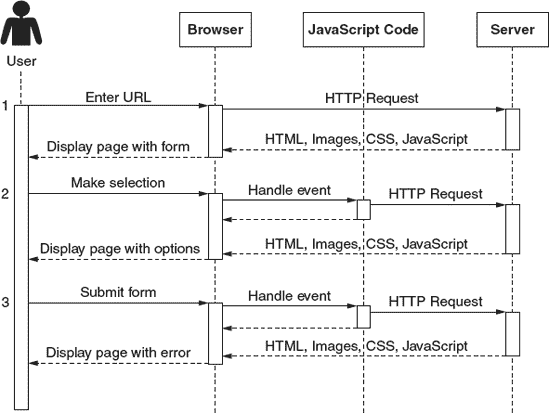 User
Browser
JavaScript Code
Server
1
Enter URL
HTTP Request
Display page with form
HTML, Images, CSS, JavaScript
2
Make selection
Handle event
HTTP Request
Display page with options
HTML, Images, CSS, JavaScript
3
Submit form
Handle event
HTTP Request
Display page with error
HTML, Images, CSS, JavaScript